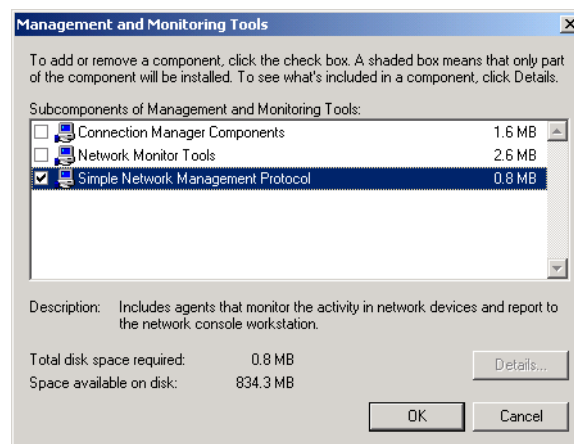 Management and Monitoring Tools
To add or remove a component, click the check box. A shaded box means that only part
of the component will be installed. To see what's included in a component, click Details.
Subcomponents of Management and Monitoring Tools:
Connection Manager Components 1.6 MB
Network Monitor Tools 2.6 MB
Simple Network Management Protocol 0.8 MB
Description: Includes agents that monitor the activity in network devices and report to
the network console workstation.
Total disk space required: 0.8 MB
Details...
Space available on disk: 834.3 MB
OK Cancel